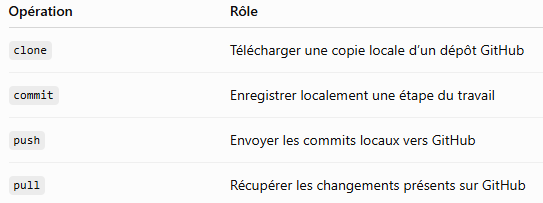 Opération Rôle
clone Télécharger une copie locale d'un dépôt GitHub
commit Enregistrer localement une étape du travail
push Envoyer les commits locaux vers GitHub
pull Récupérer les changements présents sur GitHub